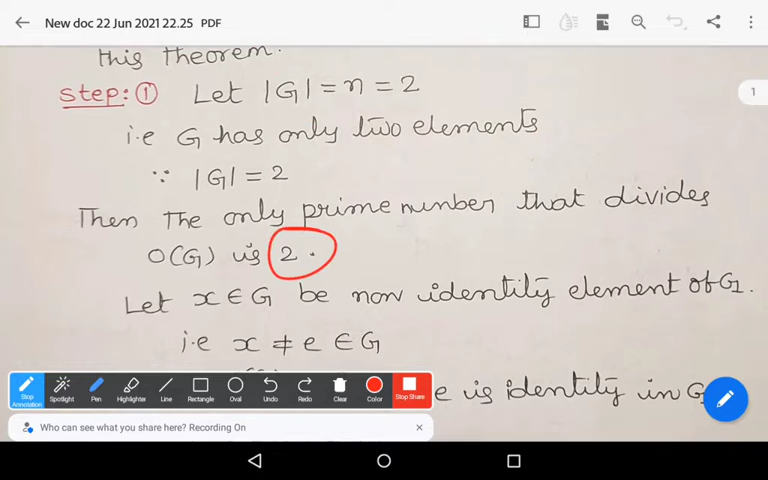 New doc 22 Jun 2021 22.25 PDF
this theorem.
1
step: ① Let |G| = n = 2
i.e G has only two elements
∵ |G| = 2
Then the only prime number that divides
O(G) is 2.
Let x ∈ G be now identity element of G.
i.e x ≠ e ∈ G
e is identity in G
Stop Annotation
Spotlight
Pen
Highlighter
Line
Rectangle
Oval
Undo
Redo
Clear
Color
Stop Share
Who can see what you share here? Recording On